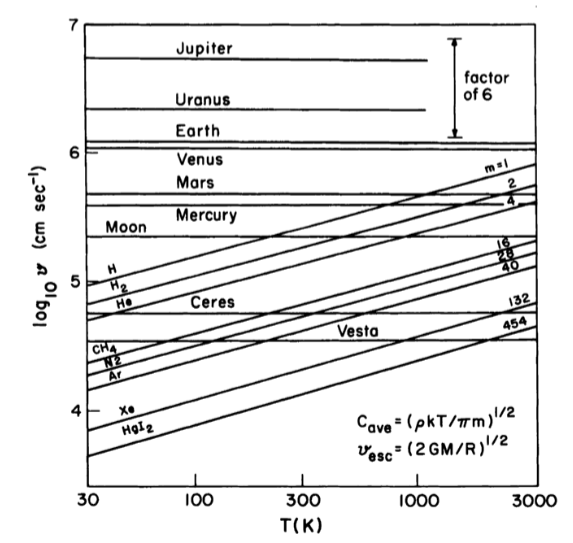 7
Jupiter
factor
of 6
Uranus
Earth
6
Venus
m=1
Mars
2
4
Mercury
Moon
16
28
40
H
H₂
He
5
Ceres
132
Vesta
454
CH₄
N2
Ar
4
Xe
HgI₂
C_ave = (ρkT/πm)^1/2
v_esc = (2GM/R)^1/2
30 100 300 1000 3000
T(K)
log₁₀ v (cm sec⁻¹)